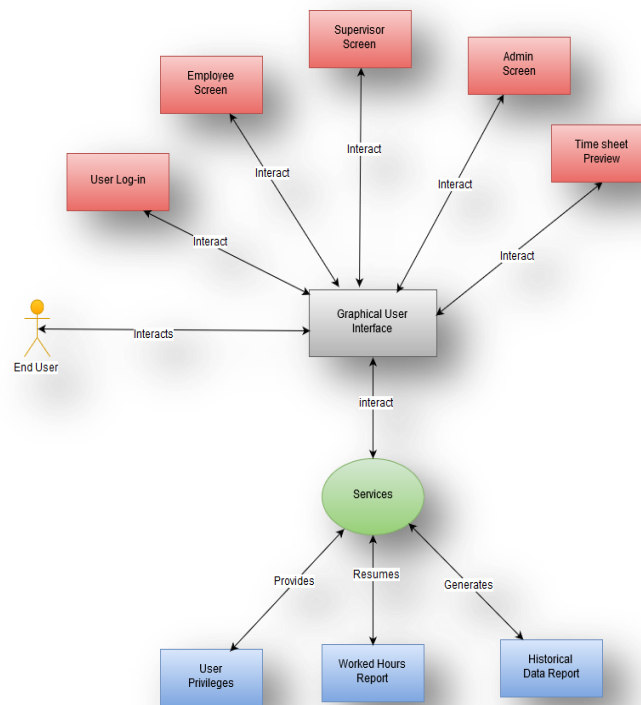 Supervisor
Screen
Employee
Screen
Admin
Screen
Time sheet
Preview
User Log-in
Interact
Interact
Interact
Interact
Interact
Graphical User
Interface
Interacts
End User
interact
Services
Provides
Resumes
Generates
User
Privileges
Worked Hours
Report
Historical
Data Report